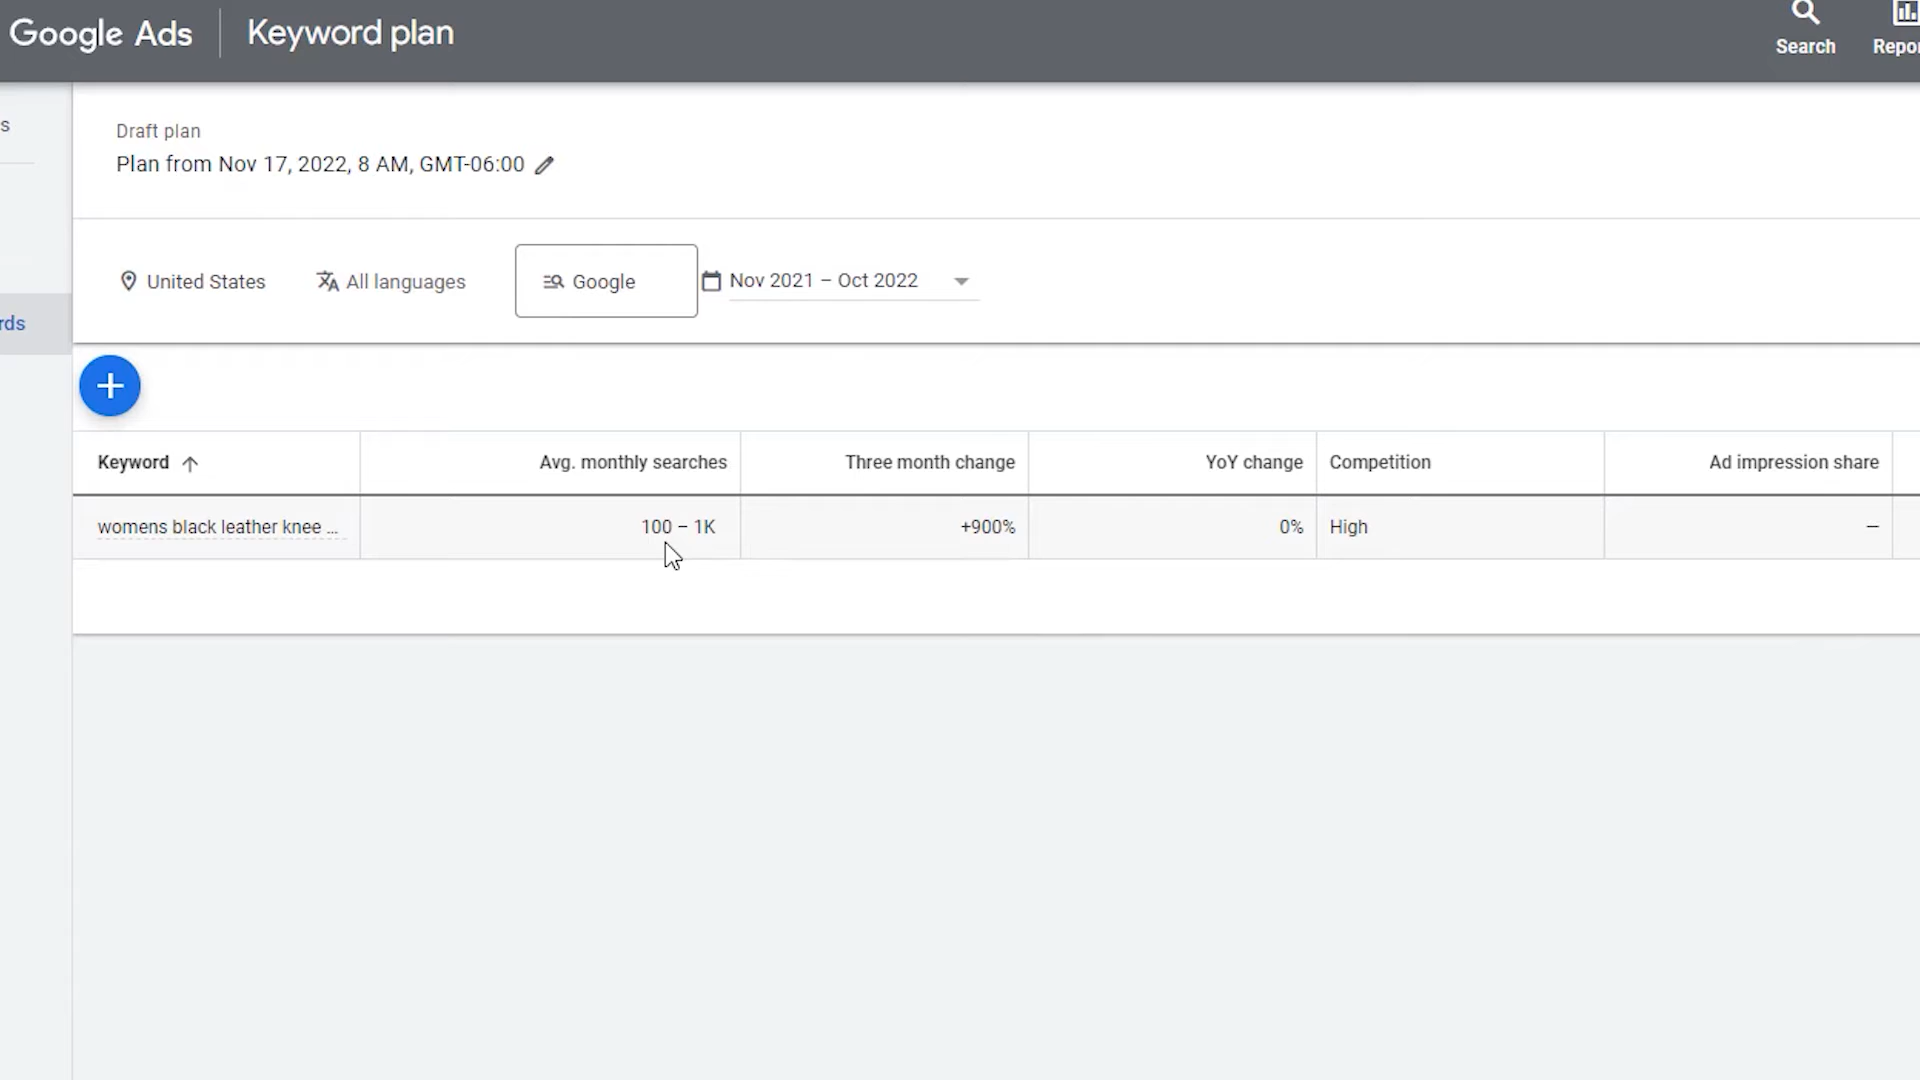 Google Ads
Keyword plan
Search
Repor
s
Draft plan
Plan from Nov 17, 2022, 8 AM, GMT-06:00
United States
All languages
Google
Nov 2021 – Oct 2022
rds
Keyword
Avg. monthly searches
Three month change
YoY change
Competition
Ad impression share
womens black leather knee ...
100 – 1K
+900%
0%
High
—